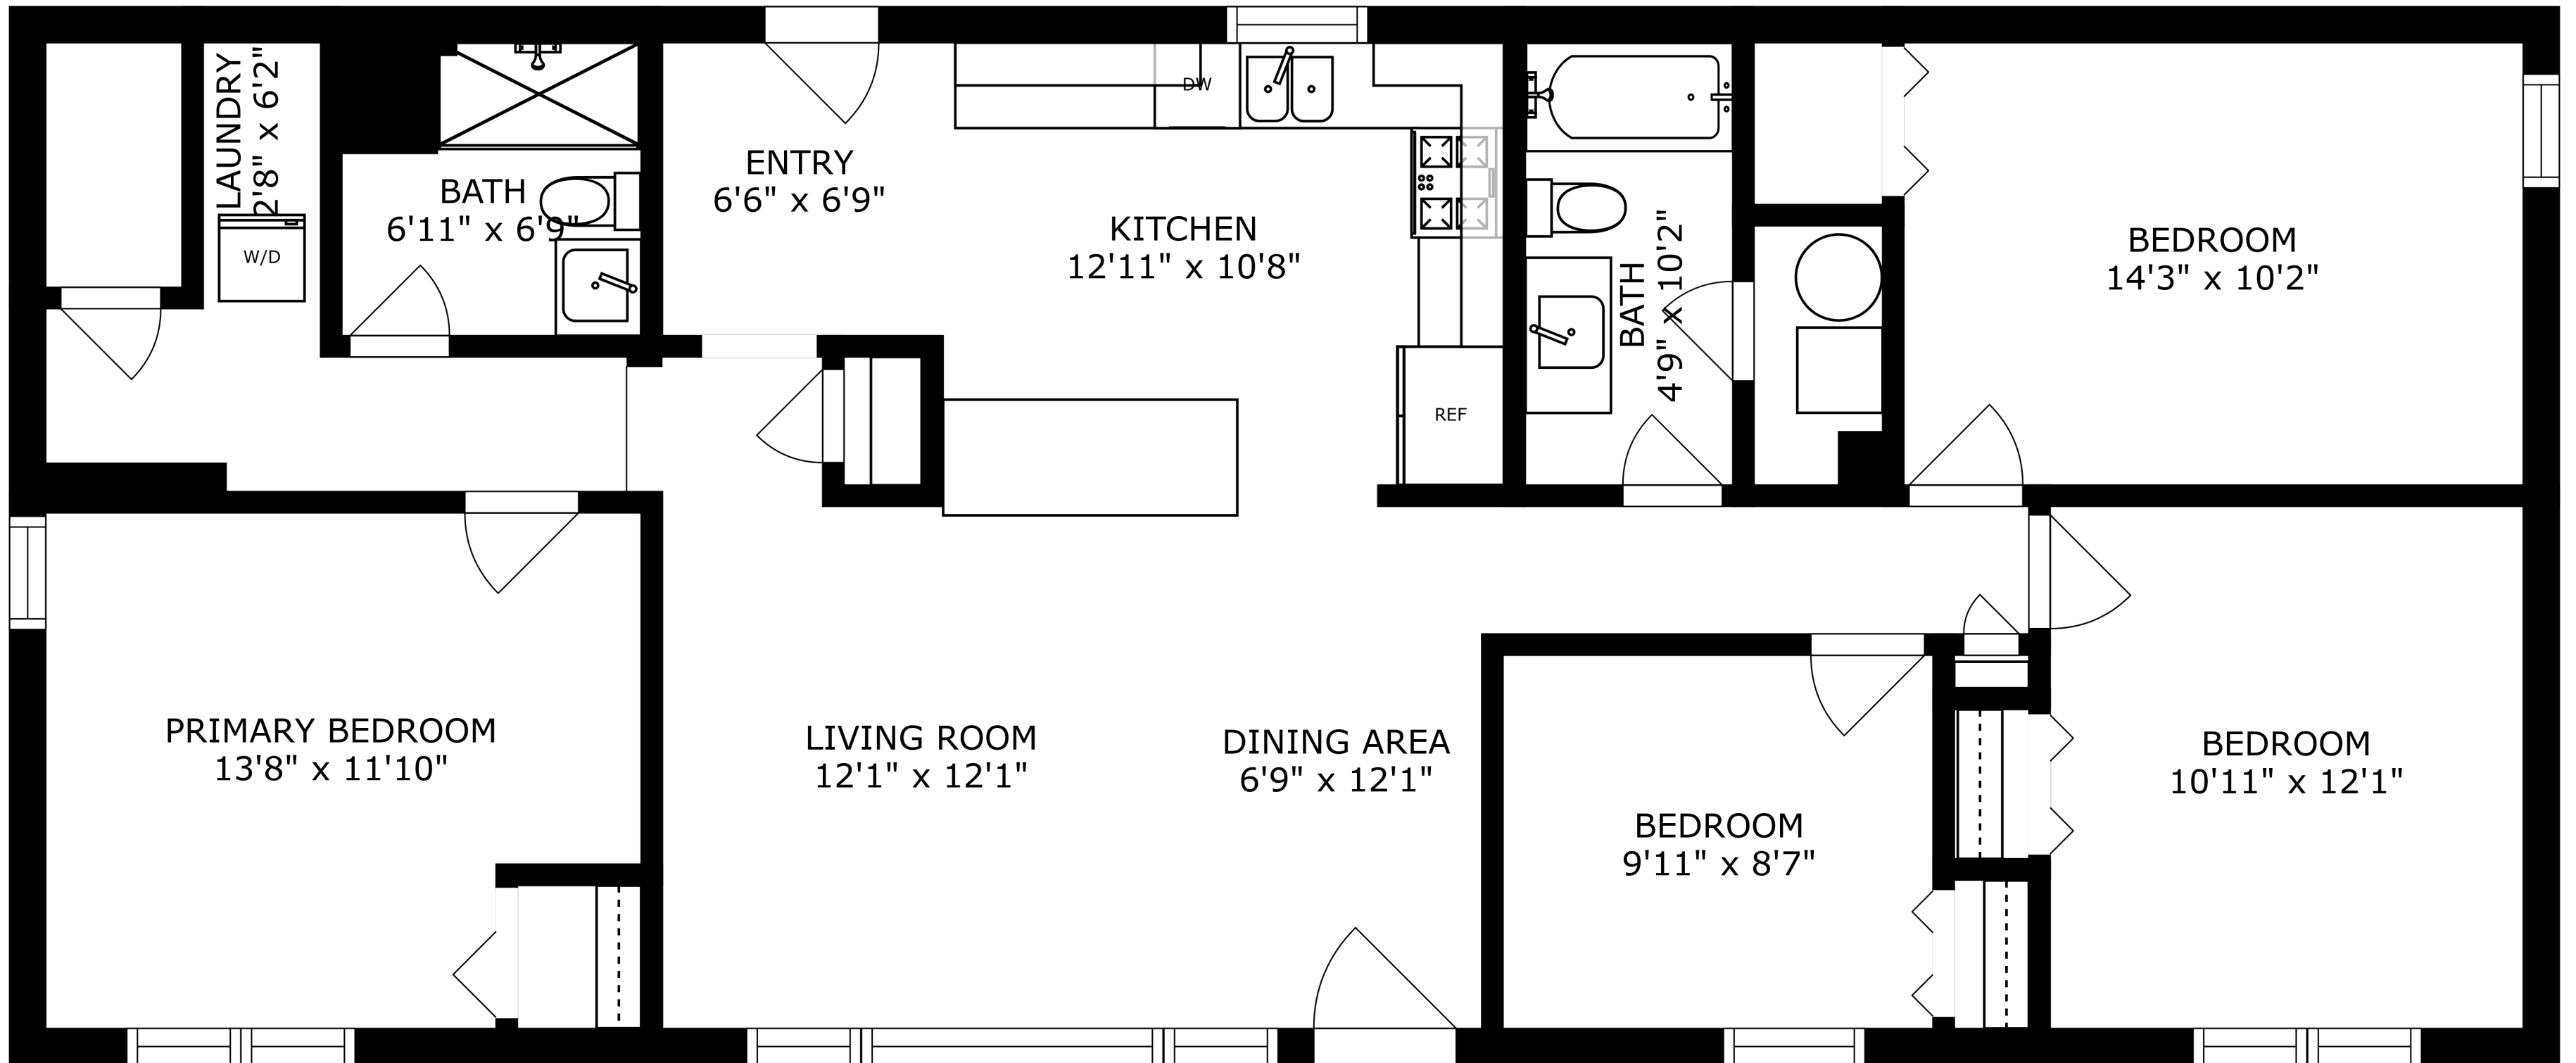 LAUNDRY
2'8" x 6'2"
W/D
BATH
6'11" x 6'9"
ENTRY
6'6" x 6'9"
DW
KITCHEN
12'11" x 10'8"
REF
BATH
4'9" x 10'2"
BEDROOM
14'3" x 10'2"
PRIMARY BEDROOM
13'8" x 11'10"
LIVING ROOM
12'1" x 12'1"
DINING AREA
6'9" x 12'1"
BEDROOM
9'11" x 8'7"
BEDROOM
10'11" x 12'1"